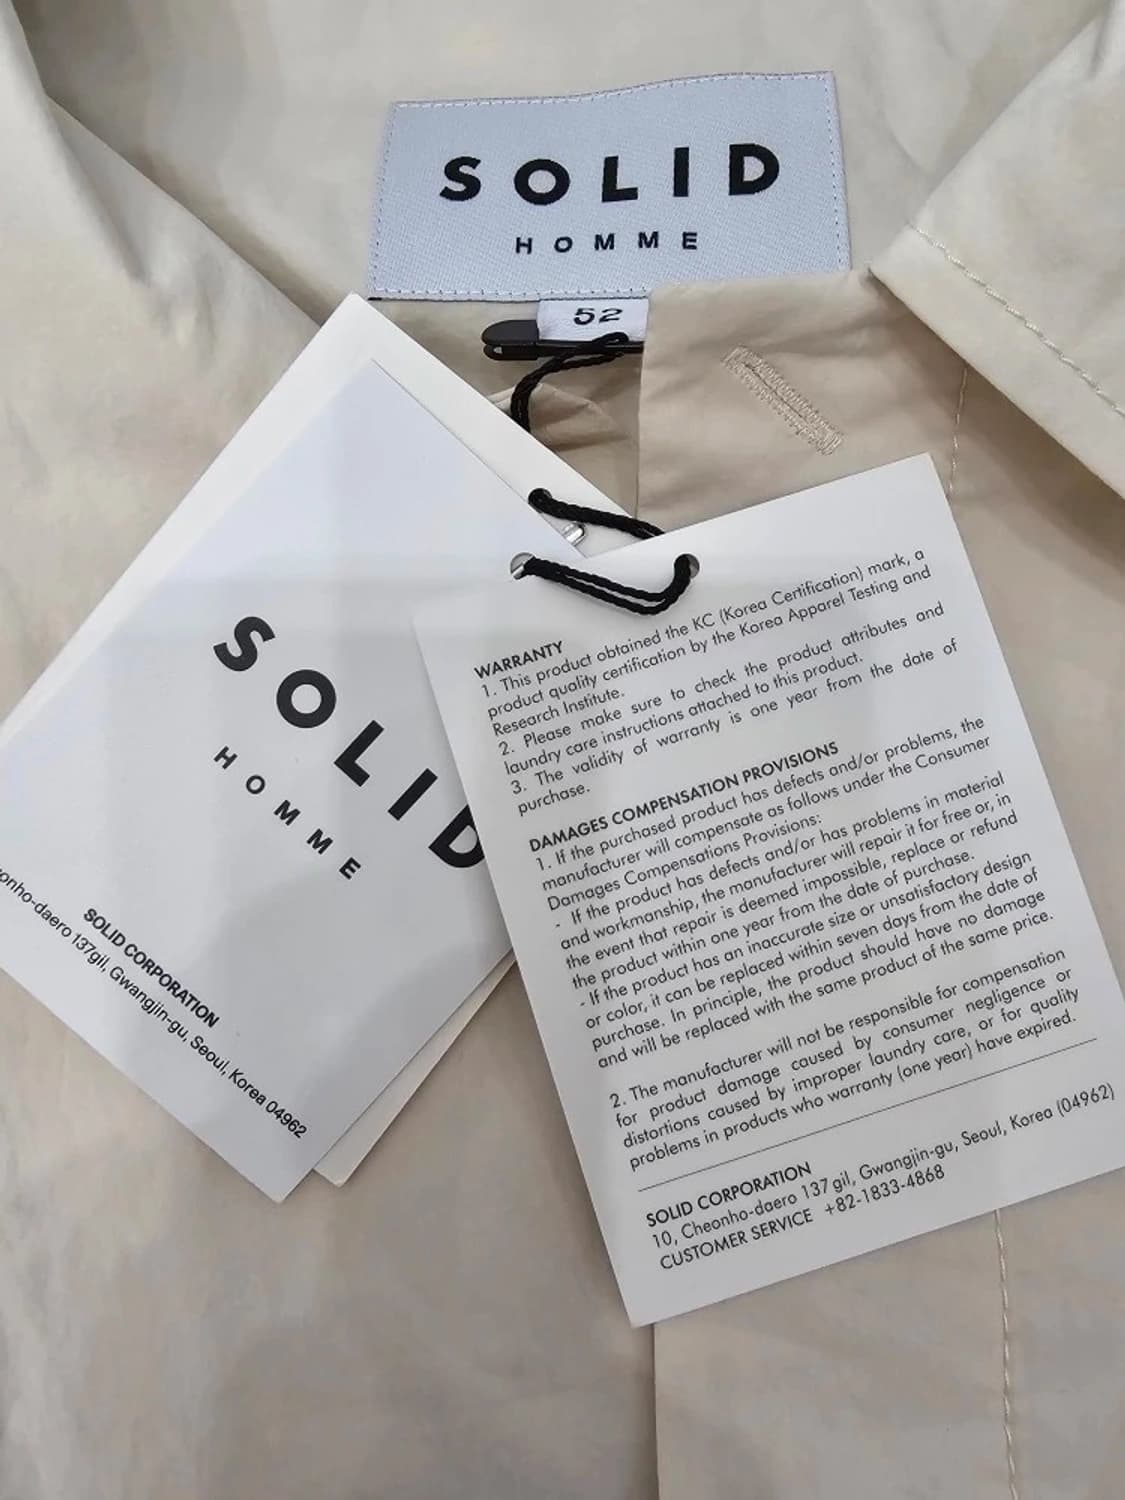 SOLID
HOMME
52
SOLID
HOMME
SOLID CORPORATION
137gil, Gwangjin-gu, Seoul, Korea 04962
WARRANTY
1. This product obtained the KC (Korea Certification) mark, a
product quality certification by the Korea Apparel Testing and
Research Institute.
2. Please make sure to check the product attributes and
laundry care instructions attached to this product.
3. The validity of warranty is one year from the date of
purchase.
DAMAGES COMPENSATION PROVISIONS
1. If the purchased product has defects and/or problems, the
manufacturer will compensate as follows under the Consumer
Damages Compensations Provisions:
- If the product has defects and/or has problems in material
and workmanship, the manufacturer will repair it for free or, in
the event that repair is deemed impossible, replace or refund
the product within one year from the date of purchase.
- If the product has an inaccurate size or unsatisfactory design
or color, it can be replaced within seven days from the date of
purchase. In principle, the product should have no damage
and will be replaced with the same product of the same price.
2. The manufacturer will not be responsible for compensation
for product damage caused by consumer negligence or
distortions caused by improper laundry care, or for quality
problems in products who warranty (one year) have expired.
SOLID CORPORATION
10, Cheonho-daero 137 gil, Gwangjin-gu, Seoul, Korea (04962)
CUSTOMER SERVICE +82-1833-4868